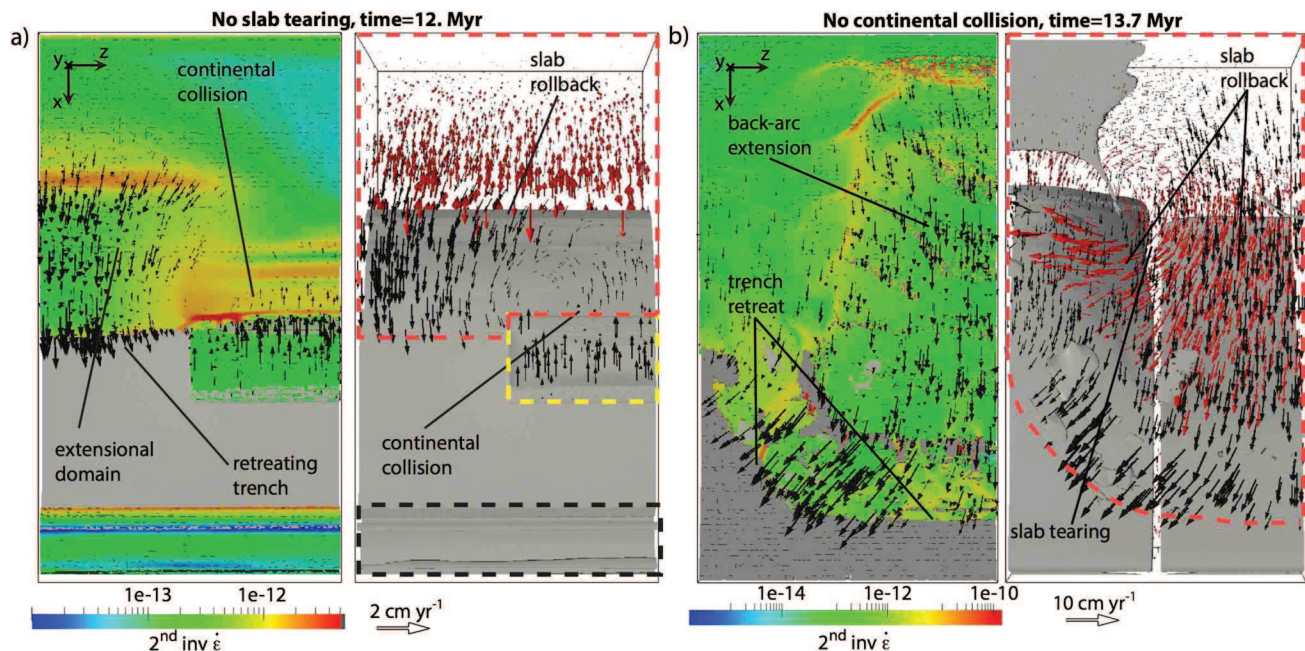 No slab tearing, time=12. Myr
a)
y
z
x
continental
collision
extensional
domain
retreating
trench
slab
rollback
continental
collision
1e-13
1e-12
2nd inv ε̇
2 cm yr-1
No continental collision, time=13.7 Myr
b)
y
z
x
back-arc
extension
trench
retreat
slab
rollback
slab tearing
1e-14
1e-12
1e-10
2nd inv ε̇
10 cm yr-1